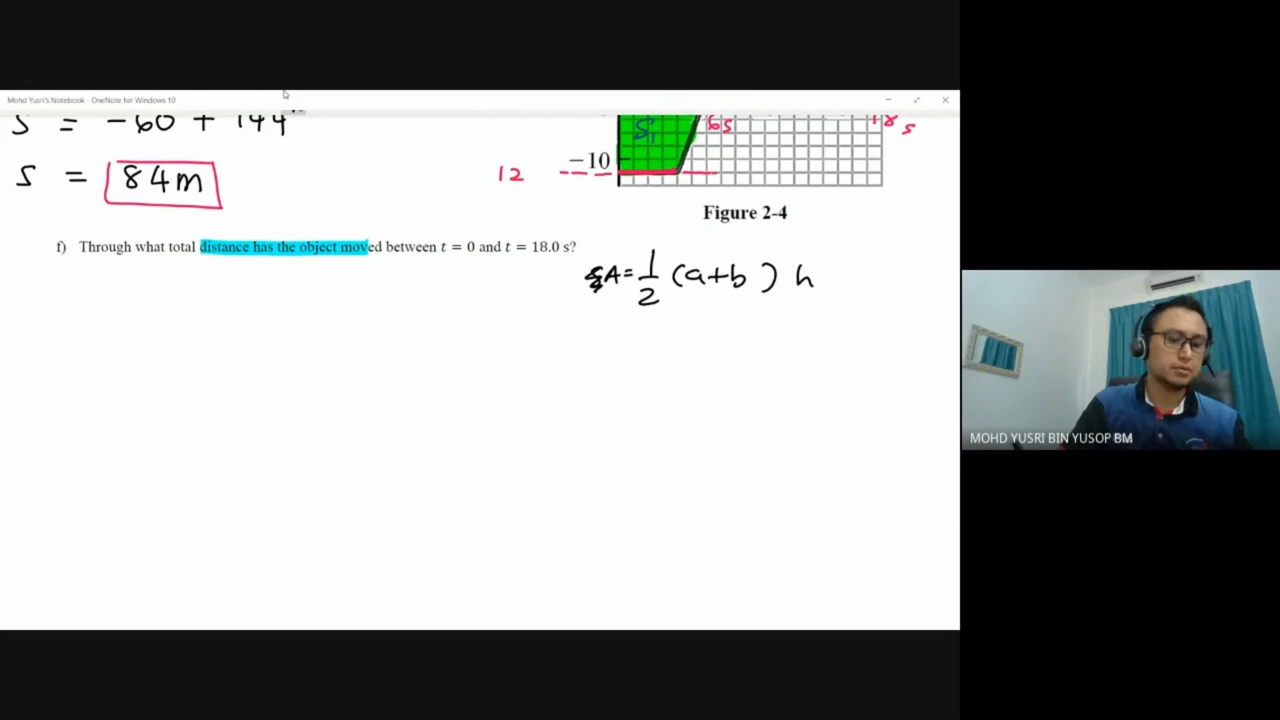 Mohd Yusri's Notebook - OneNote for Windows 10
S = -60 + 144
S = 84m
S1 6s 18 s
-10
12
Figure 2-4
f) Through what total distance has the object moved between t = 0 and t = 18.0 s?
A = 1/2 (a+b) h
MOHD YUSRI BIN YUSOP BM